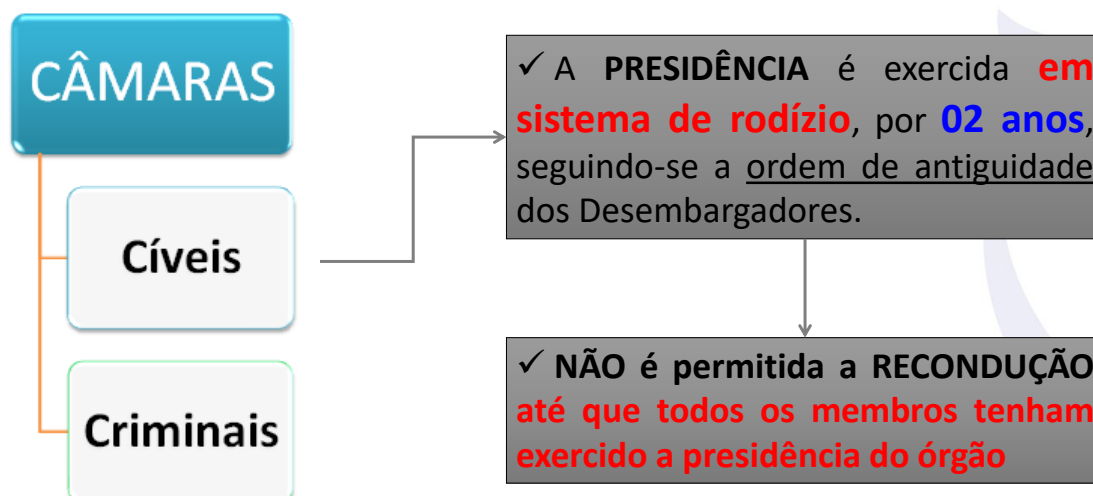 CÂMARAS
Cíveis
Criminais
✓ A PRESIDÊNCIA é exercida em
sistema de rodízio, por 02 anos,
seguindo-se a ordem de antiguidade
dos Desembargadores.
✓ NÃO é permitida a RECONDUÇÃO
até que todos os membros tenham
exercido a presidência do órgão